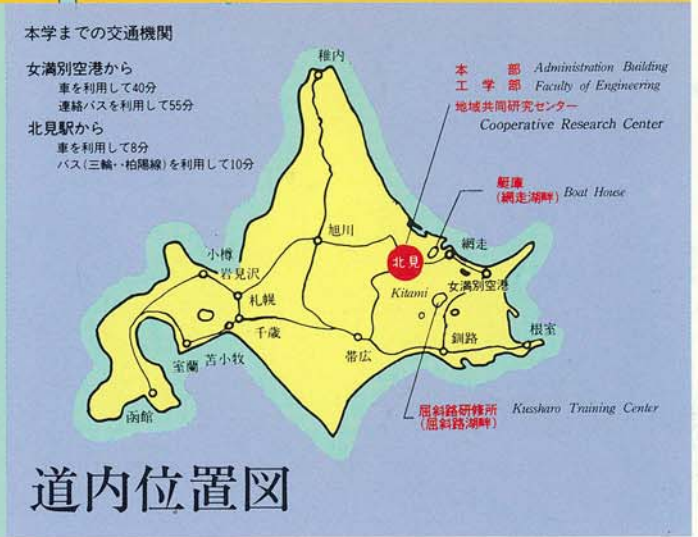 本学までの交通機関
女満別空港から
車を利用して40分
連絡バスを利用して55分
北見駅から
車を利用して8分
バス(三輪・・柏陽線)を利用して10分
本 部 Administration Building
工 学 部 Faculty of Engineering
地域共同研究センター
Cooperative Research Center
艇庫
(網走湖畔) Boat House
稚内
旭川
北見
Kitami
網走
女満別空港
小樽
岩見沢
札幌
千歳
苫小牧
室蘭
函館
帯広
釧路
根室
屈斜路研修所 Kussharo Training Center
(屈斜路湖畔)
道内位置図